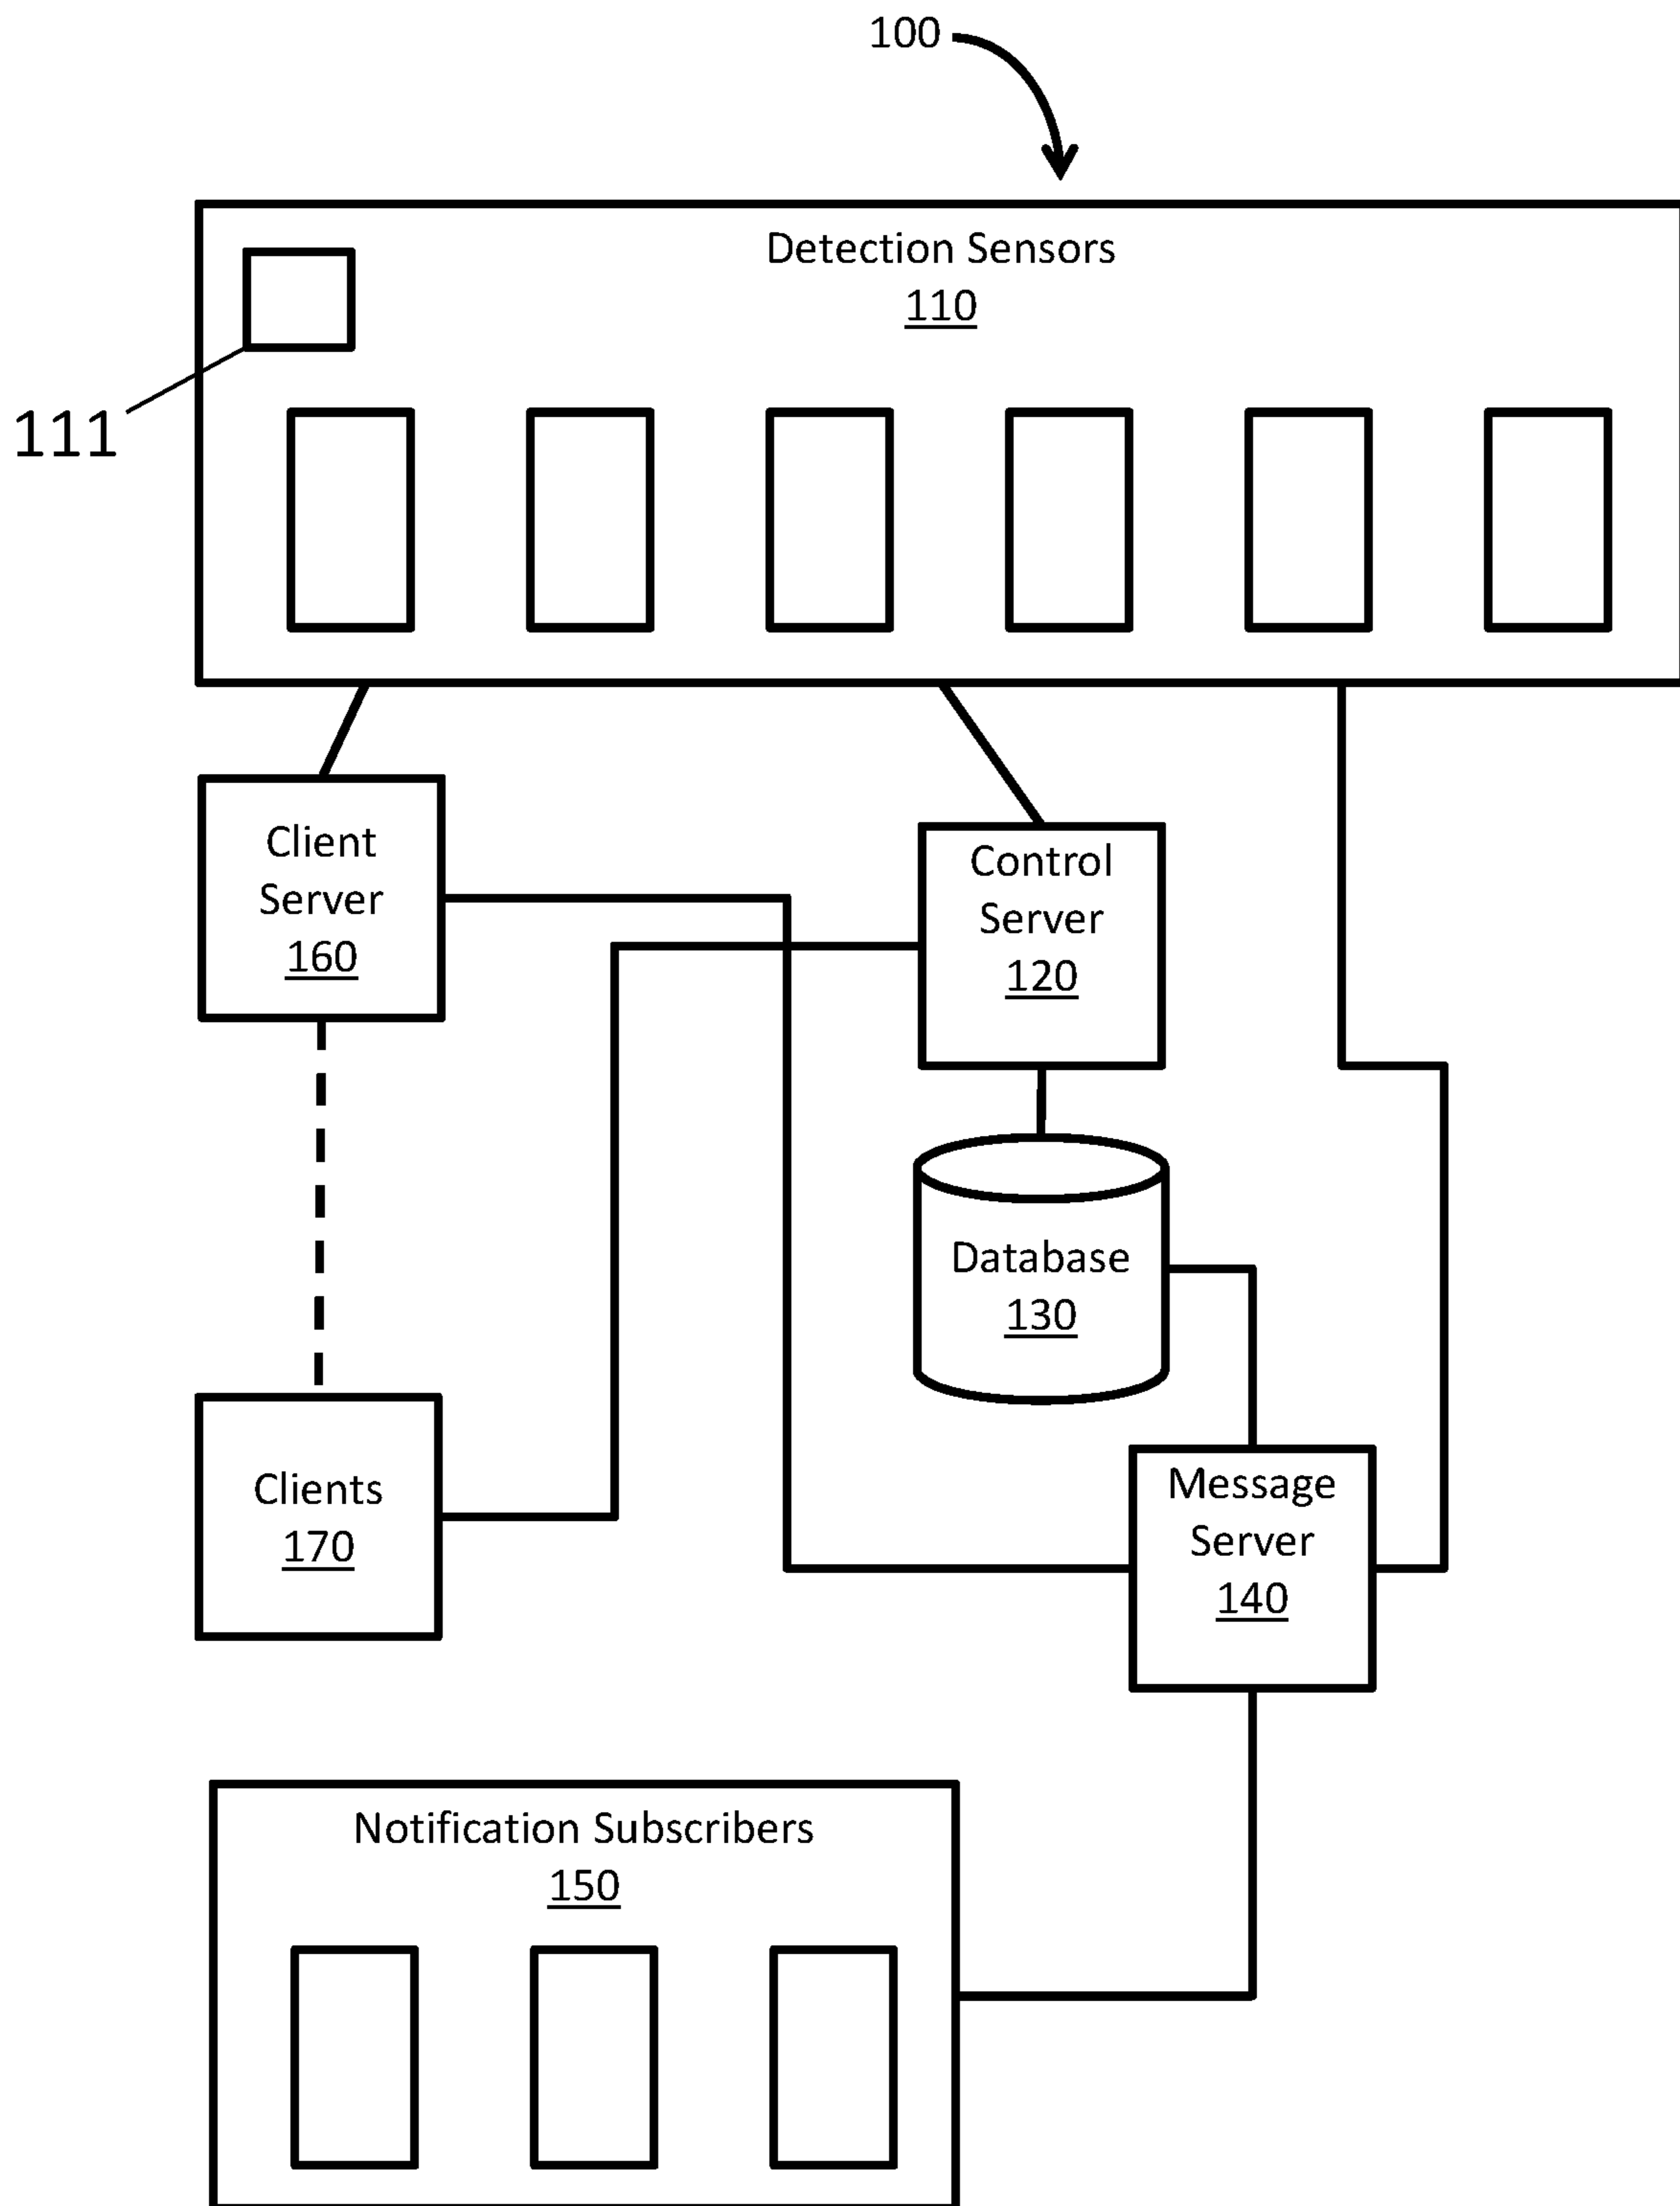 100
Detection Sensors
110
111
Client
Server
160
Control
Server
120
Database
130
Clients
170
Message
Server
140
Notification Subscribers
150